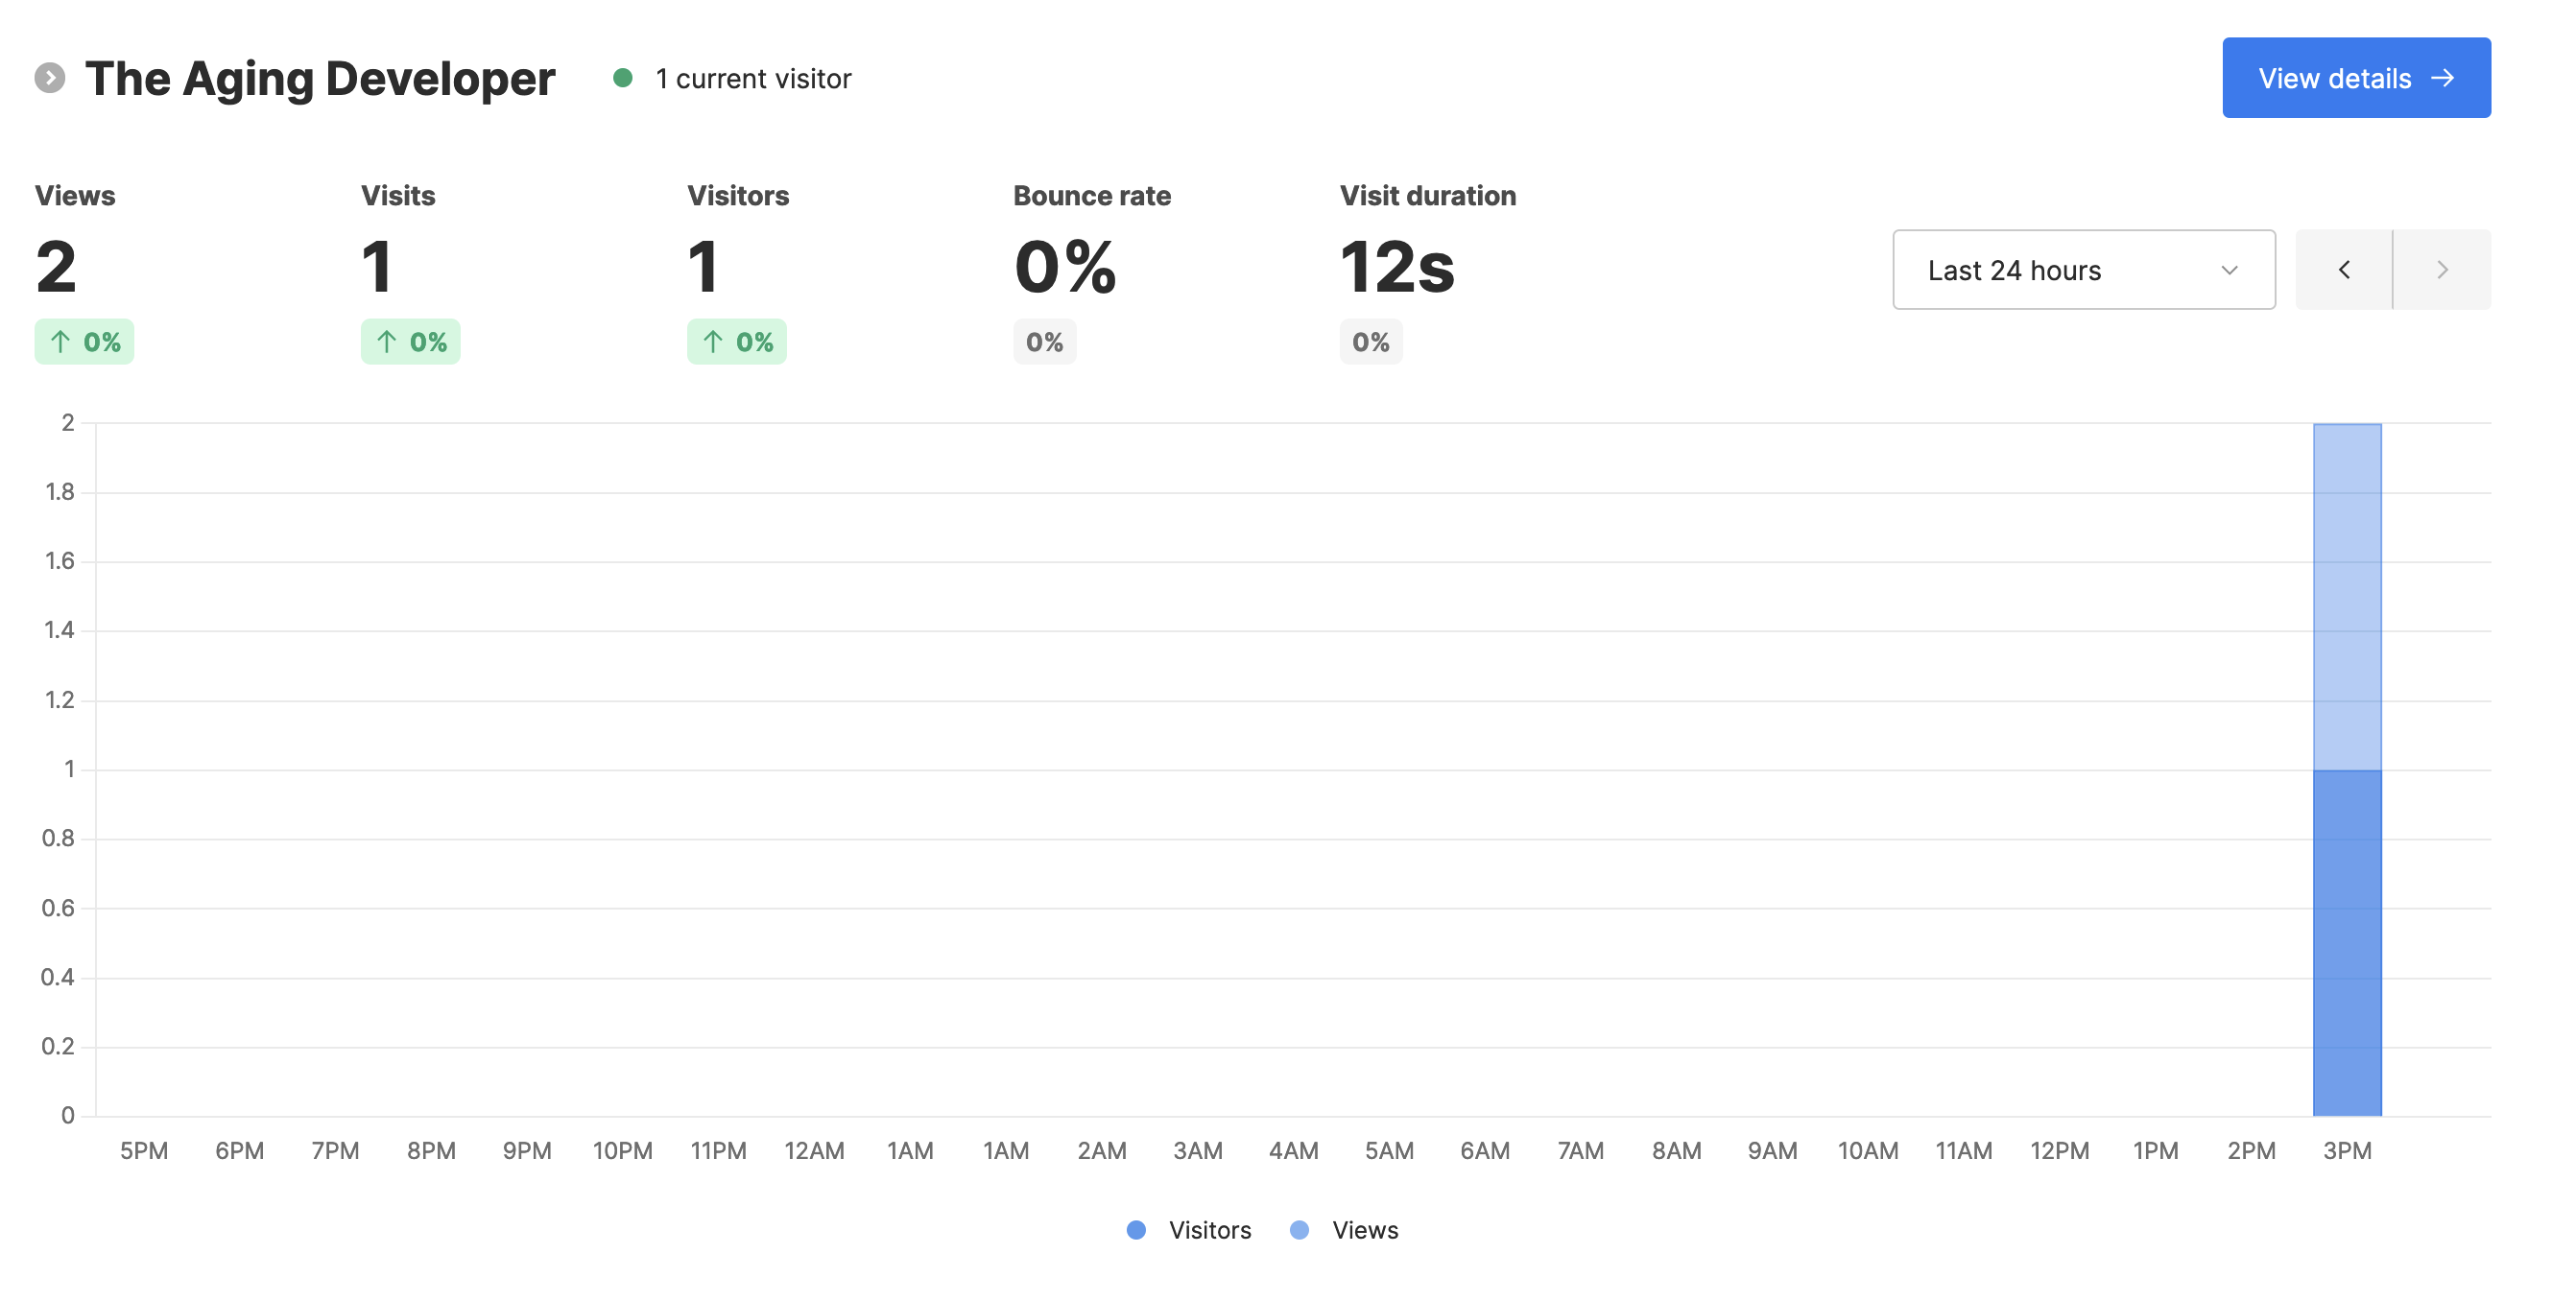 The Aging Developer
1 current visitor
View details
Views
Visits
Visitors
Bounce rate
Visit duration
2
1
1
0%
12s
Last 24 hours
0%
0%
0%
0%
0%
2
1.8
1.6
1.4
1.2
1
0.8
0.6
0.4
0.2
0
5PM 6PM 7PM 8PM 9PM 10PM 11PM 12AM 1AM 1AM 2AM 3AM 4AM 5AM 6AM 7AM 8AM 9AM 10AM 11AM 12PM 1PM 2PM 3PM
Visitors Views